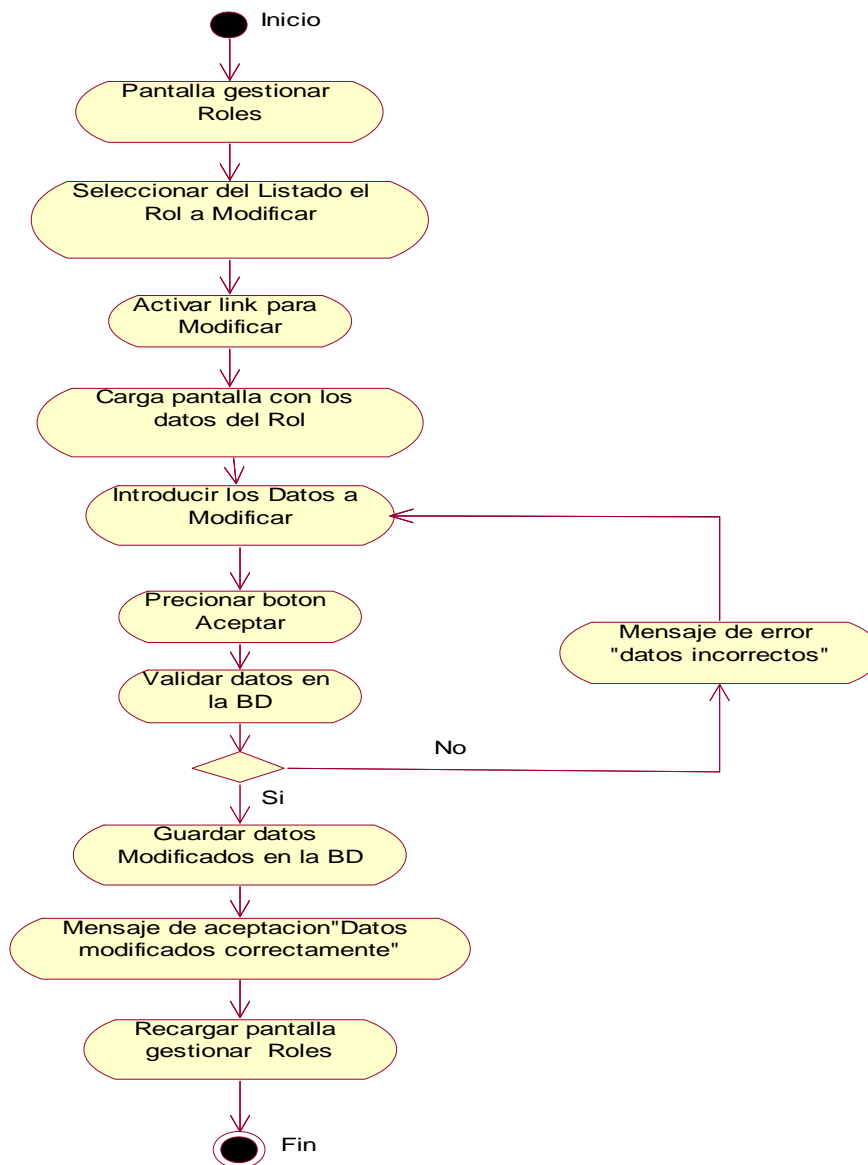 Inicio
Pantalla gestionar
Roles
Seleccionar del Listado el
Rol a Modificar
Activar link para
Modificar
Carga pantalla con los
datos del Rol
Introducir los Datos a
Modificar
Precionar boton
Aceptar
Mensaje de error
"datos incorrectos"
Validar datos en
la BD
No
Si
Guardar datos
Modificados en la BD
Mensaje de aceptacion"Datos
modificados correctamente"
Recargar pantalla
gestionar Roles
Fin